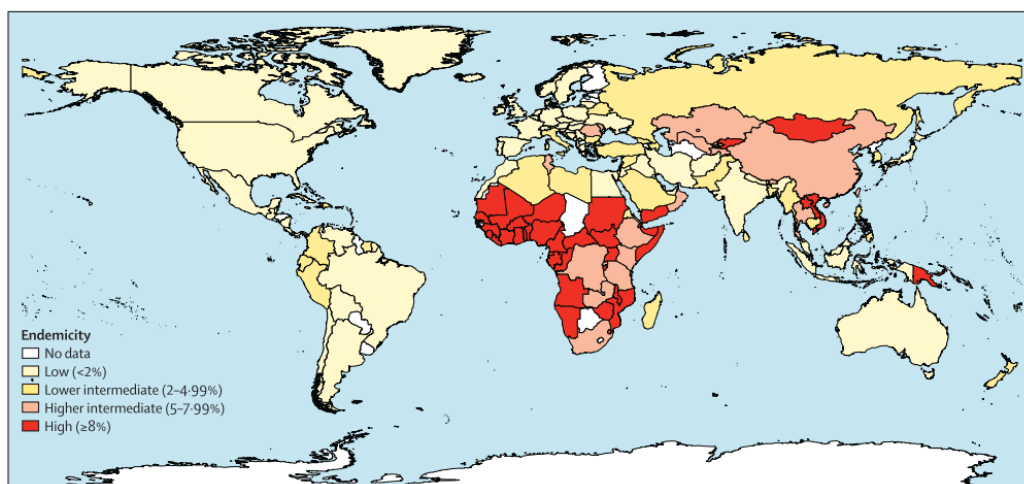 Endemicity
No data
Low (<2%)
Lower intermediate (2–4·99%)
Higher intermediate (5–7·99%)
High (≥8%)